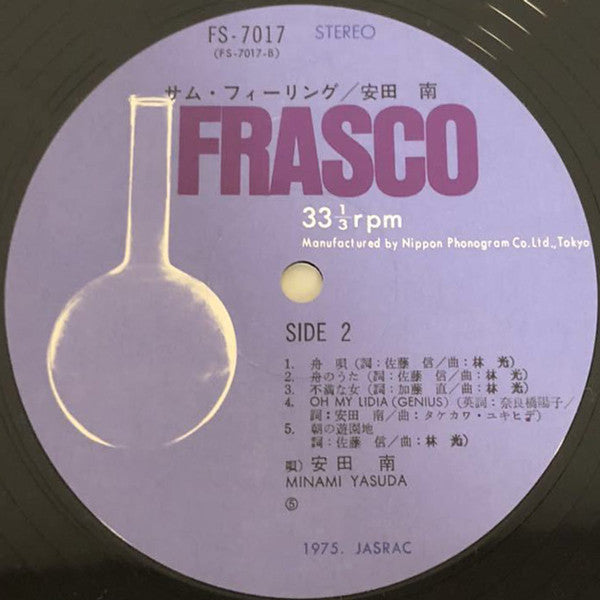 FS-7017 STEREO
(FS-7017-B)
サム・フィーリング／安田 南
FRASCO
33 1/3 rpm
Manufactured by Nippon Phonogram Co.Ltd.,Tokyo
SIDE 2
1. 舟 唄 (詞：佐藤 信/曲：林 光)
2. 舟のうた (詞：佐藤 信/曲：林 光)
3. 不満な女 (詞：加藤 直/曲：林 光)
4. OH MY LIDIA (GENIUS) (英詞：奈良橋陽子/
詞：安田 南/曲：タケカワ・ユキヒデ)
5. 朝の遊園地
詞：佐藤 信/曲：林 光)
唄) 安田 南
MINAMI YASUDA
⑤
1975. JASRAC